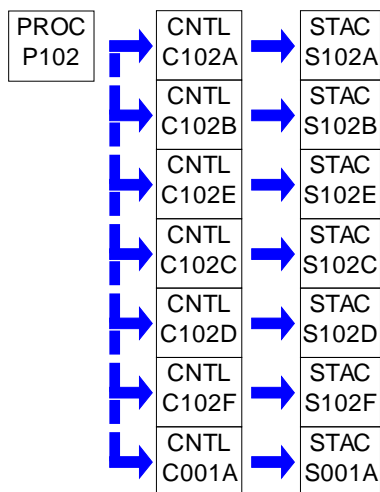 PROC
P102
CNTL
C102A
STAC
S102A
CNTL
C102B
STAC
S102B
CNTL
C102E
STAC
S102E
CNTL
C102C
STAC
S102C
CNTL
C102D
STAC
S102D
CNTL
C102F
STAC
S102F
CNTL
C001A
STAC
S001A